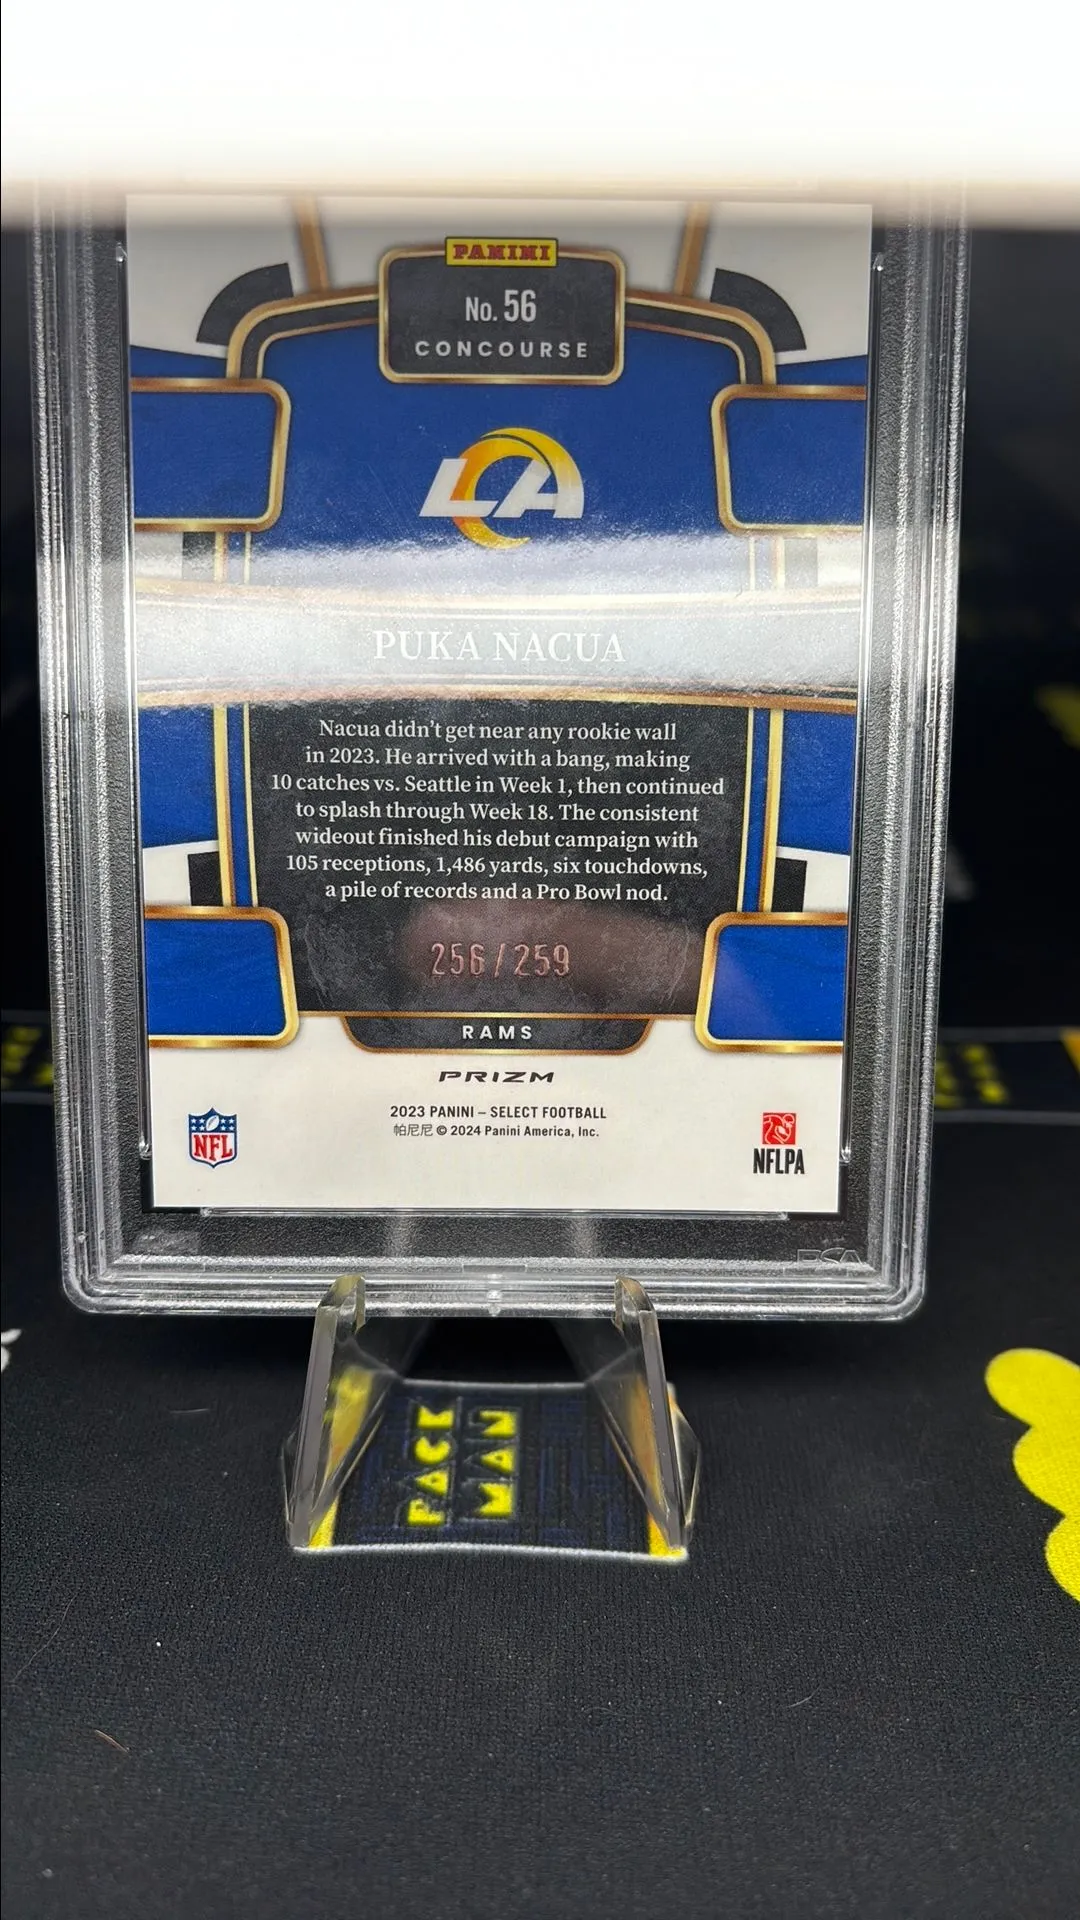 PANINI
No. 56
CONCOURSE
LA
PUKA NACUA
Nacua didn't get near any rookie wall
in 2023. He arrived with a bang, making
10 catches vs. Seattle in Week 1, then continued
to splash through Week 18. The consistent
wideout finished his debut campaign with
105 receptions, 1,486 yards, six touchdowns,
a pile of records and a Pro Bowl nod.
256/259
RAMS
PRIZM
2023 PANINI – SELECT FOOTBALL
帕尼尼 © 2024 Panini America, Inc.
NFL
NFLPA
PSA
PACK
MAN